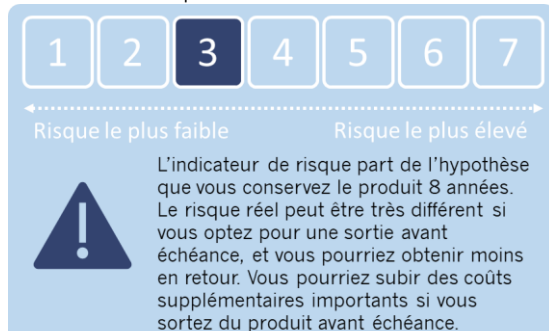 1 2 3 4 5 6 7
Risque le plus faible Risque le plus élevé
L'indicateur de risque part de l'hypothèse
que vous conservez le produit 8 années.
Le risque réel peut être très différent si
vous optez pour une sortie avant
échéance, et vous pourriez obtenir moins
en retour. Vous pourriez subir des coûts
supplémentaires importants si vous
sortez du produit avant échéance.